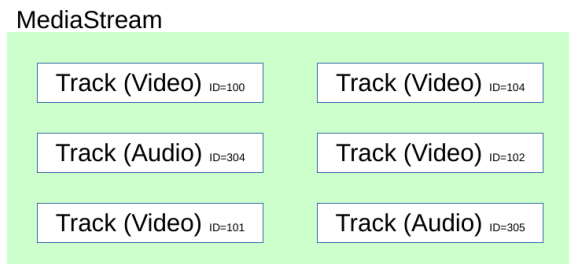 MediaStream
Track (Video) ID=100
Track (Video) ID=104
Track (Audio) ID=304
Track (Video) ID=102
Track (Video) ID=101
Track (Audio) ID=305